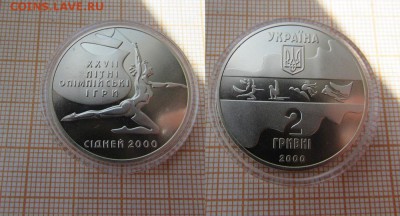 COINS.LAVE.RU
XXVII
ЛІТНІ
ОЛІМПІЙСЬКІ
ІГРИ
СІДНЕЙ 2000
УКРАЇНА
2
ГРИВНІ
2000